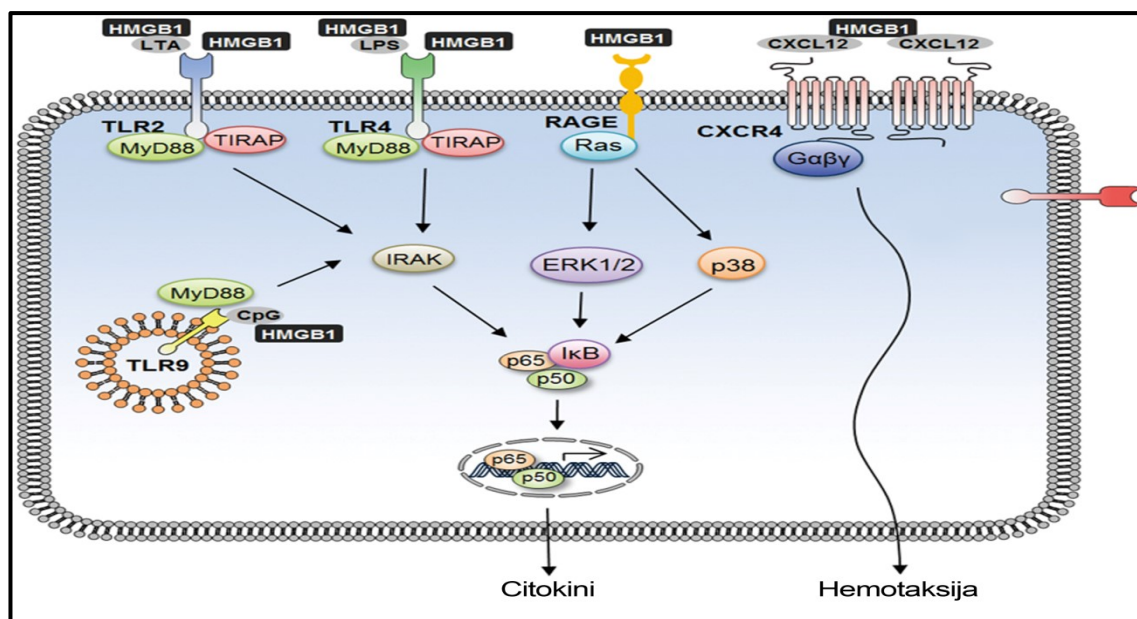 HMGB1
LTA
HMGB1
HMGB1
LPS
HMGB1
HMGB1
HMGB1
CXCL12
CXCL12
TLR2
MyD88
TIRAP
TLR4
MyD88
TIRAP
RAGE
Ras
CXCR4
Gαβγ
IRAK
ERK1/2
p38
MyD88
CpG
HMGB1
TLR9
p65
IκB
p50
p65
p50
Citokini
Hemotaksija